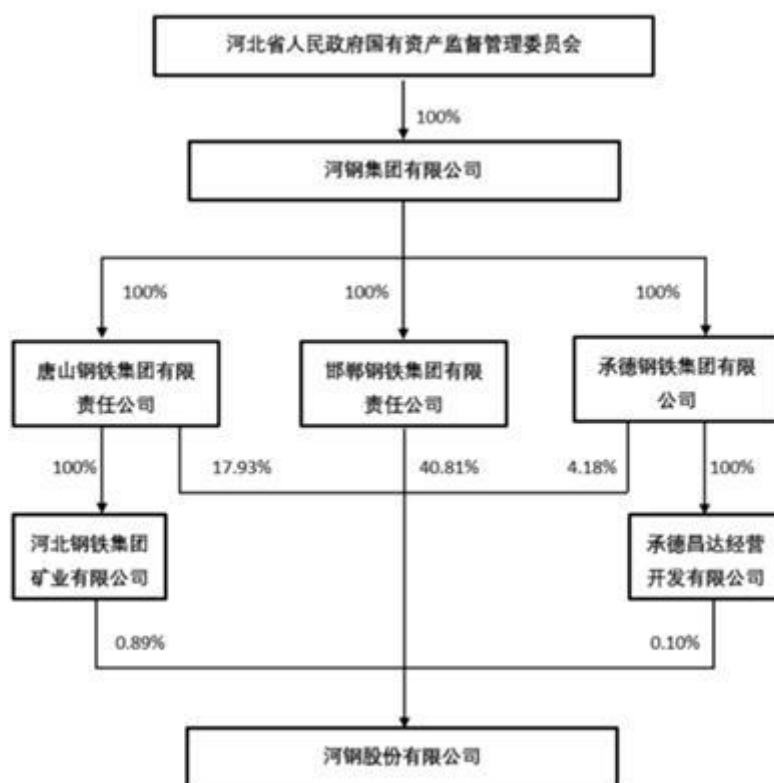 河北省人民政府国有资产监督管理委员会
100%
河钢集团有限公司
100%
100%
100%
唐山钢铁集团有限
责任公司
邯郸钢铁集团有限
责任公司
承德钢铁集团有限
公司
100%
17.93%
40.81%
4.18%
100%
河北钢铁集团
矿业有限公司
承德昌达经营
开发有限公司
0.89%
0.10%
河钢股份有限公司